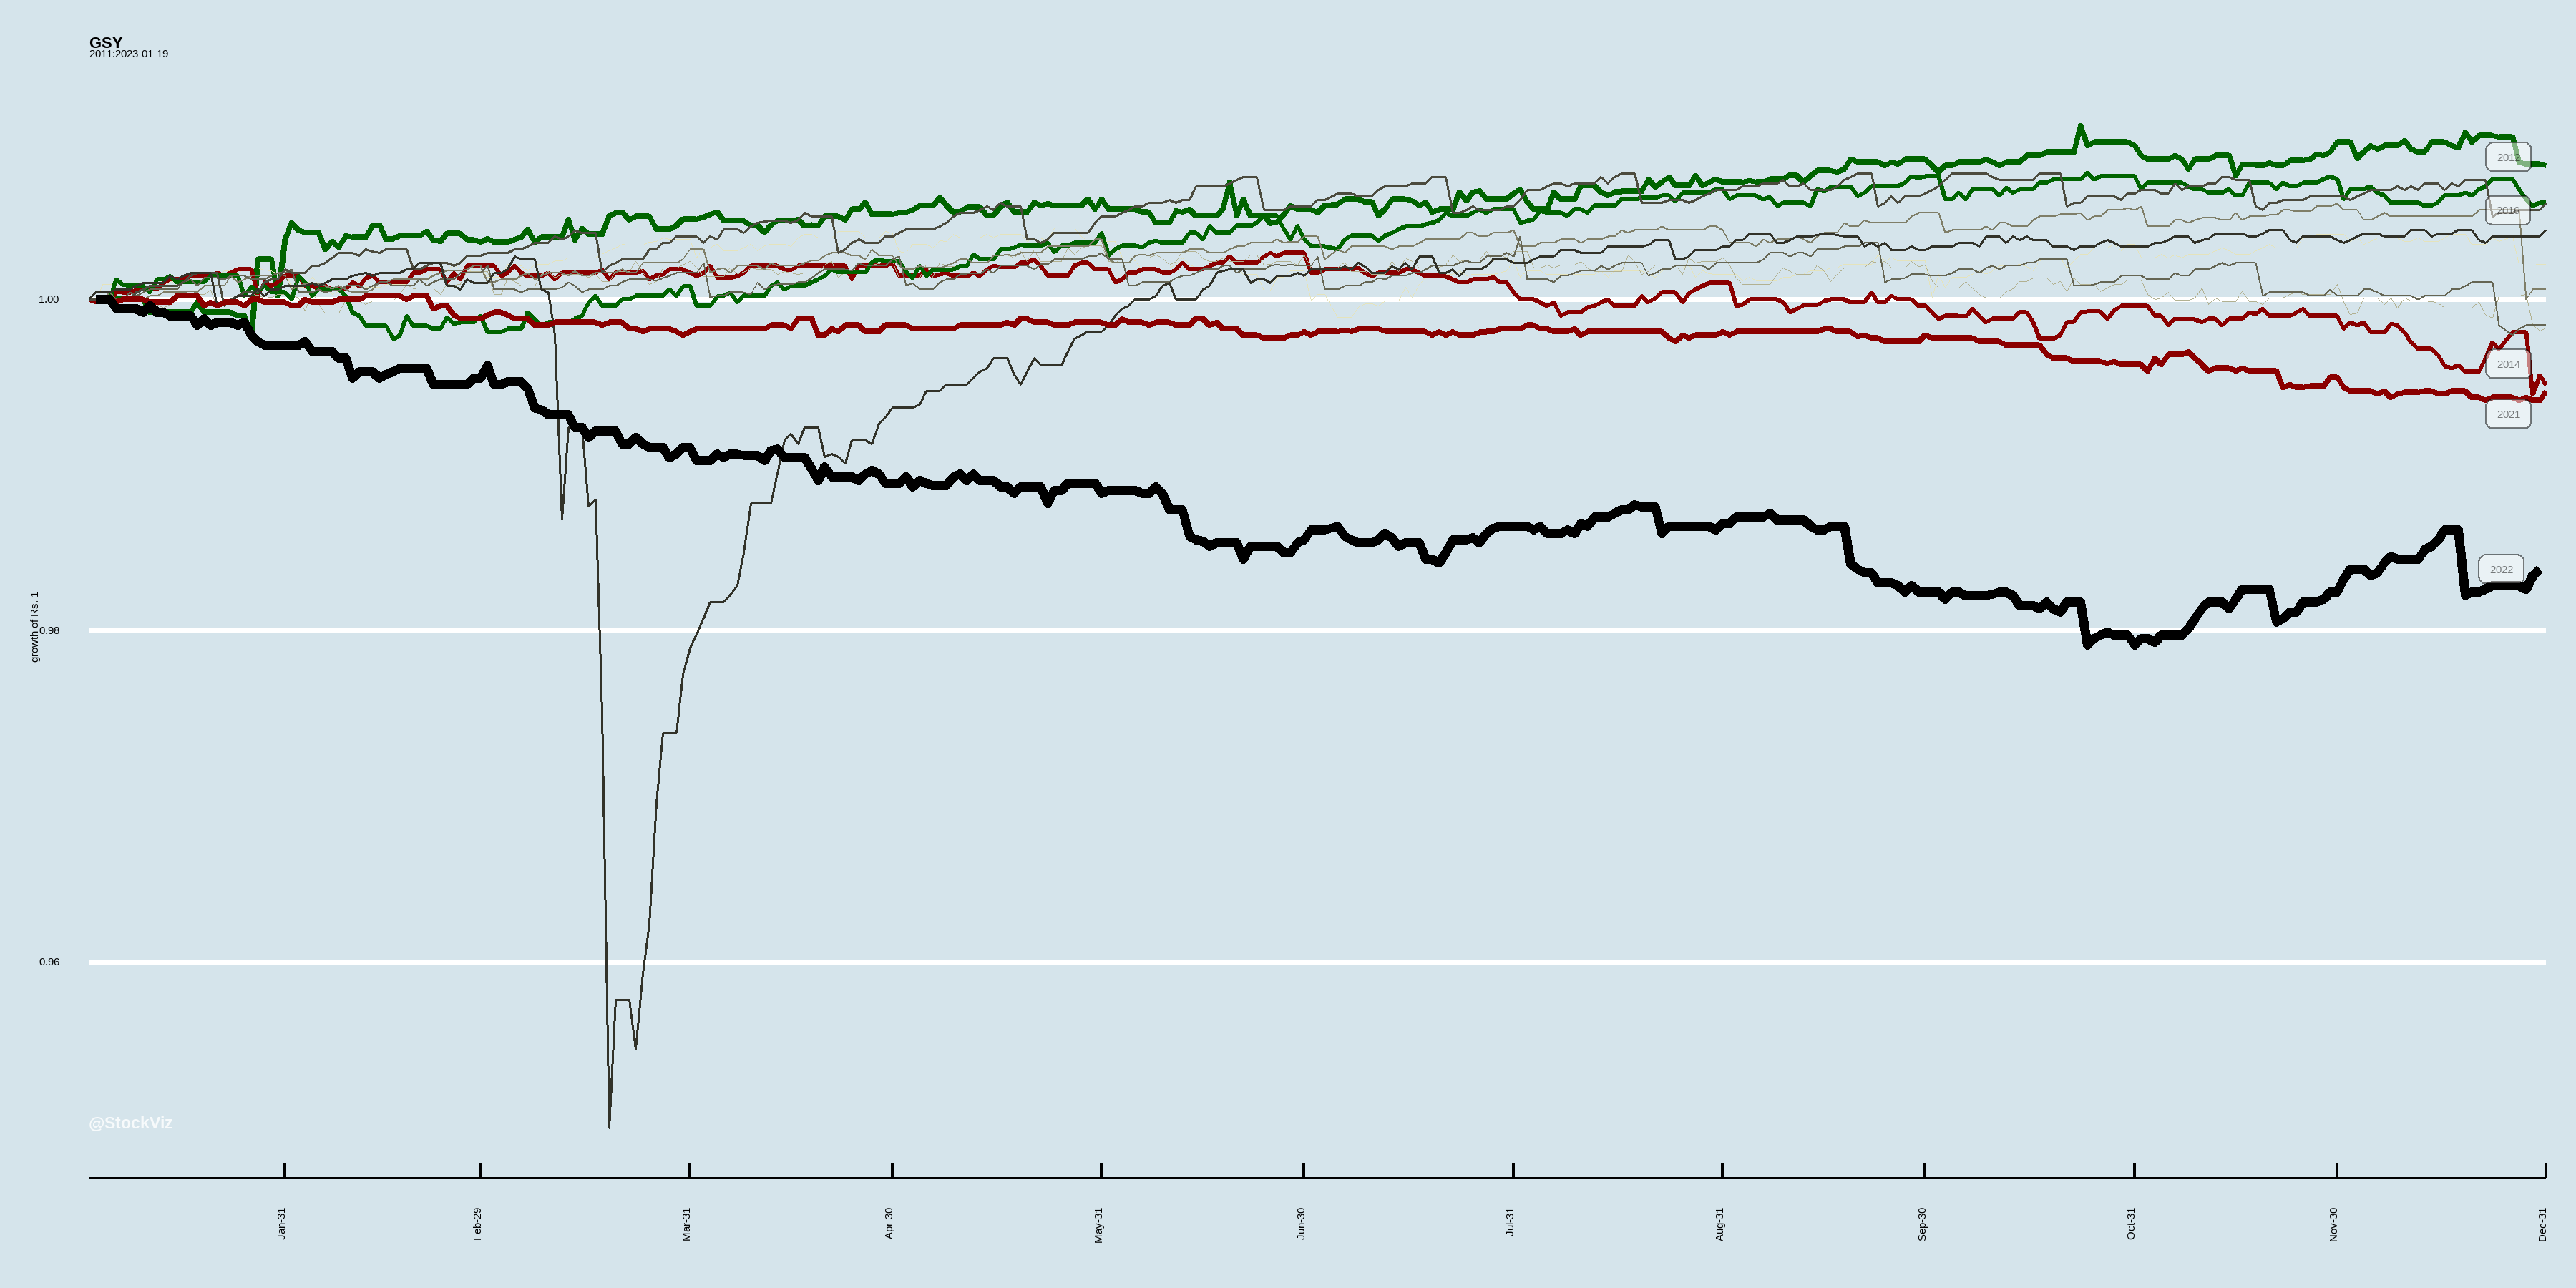 GSY
2011:2023-01-19
2012
2016
1.00
2014
2021
2022
growth of Rs. 1
0.98
0.96
@StockViz
Jan-31
Feb-29
Mar-31
Apr-30
May-31
Jun-30
Jul-31
Aug-31
Sep-30
Oct-31
Nov-30
Dec-31